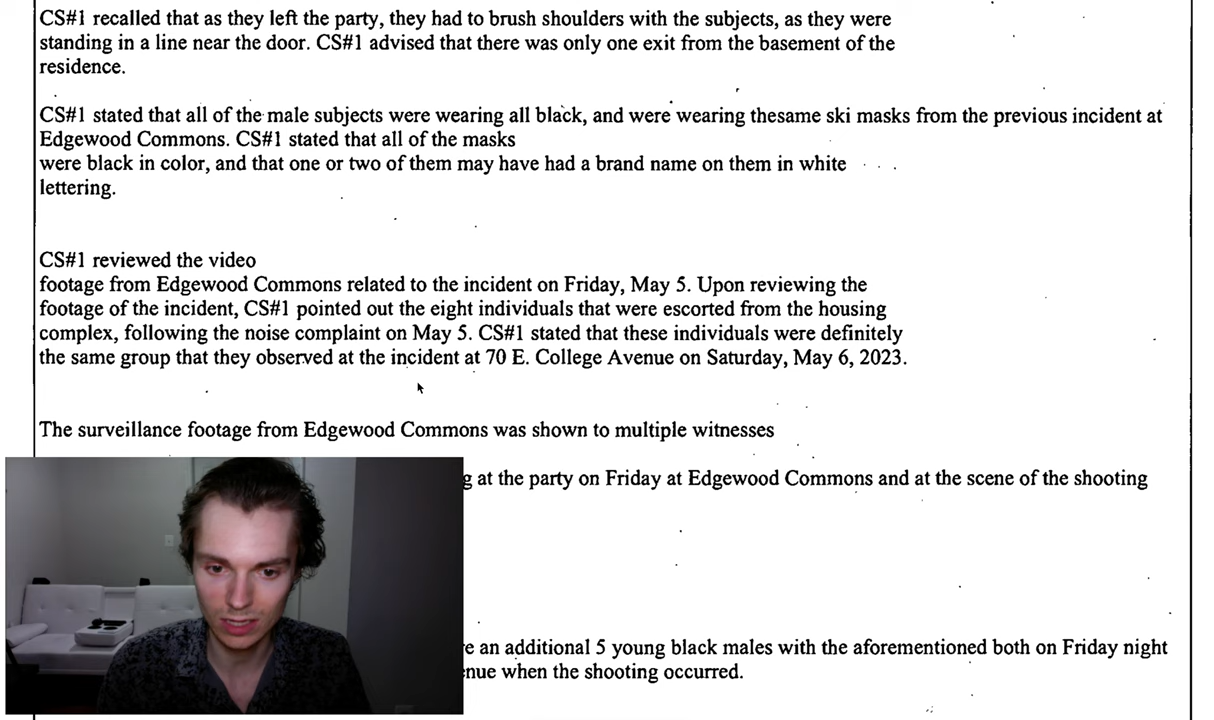 CS#1 recalled that as they left the party, they had to brush shoulders with the subjects, as they were
standing in a line near the door. CS#1 advised that there was only one exit from the basement of the
residence.
CS#1 stated that all of the male subjects were wearing all black, and were wearing thesame ski masks from the previous incident at
Edgewood Commons. CS#1 stated that all of the masks
were black in color, and that one or two of them may have had a brand name on them in white
lettering.
CS#1 reviewed the video
footage from Edgewood Commons related to the incident on Friday, May 5. Upon reviewing the
footage of the incident, CS#1 pointed out the eight individuals that were escorted from the housing
complex, following the noise complaint on May 5. CS#1 stated that these individuals were definitely
the same group that they observed at the incident at 70 E. College Avenue on Saturday, May 6, 2023.
The surveillance footage from Edgewood Commons was shown to multiple witnesses
g at the party on Friday at Edgewood Commons and at the scene of the shooting
e an additional 5 young black males with the aforementioned both on Friday night
nue when the shooting occurred.